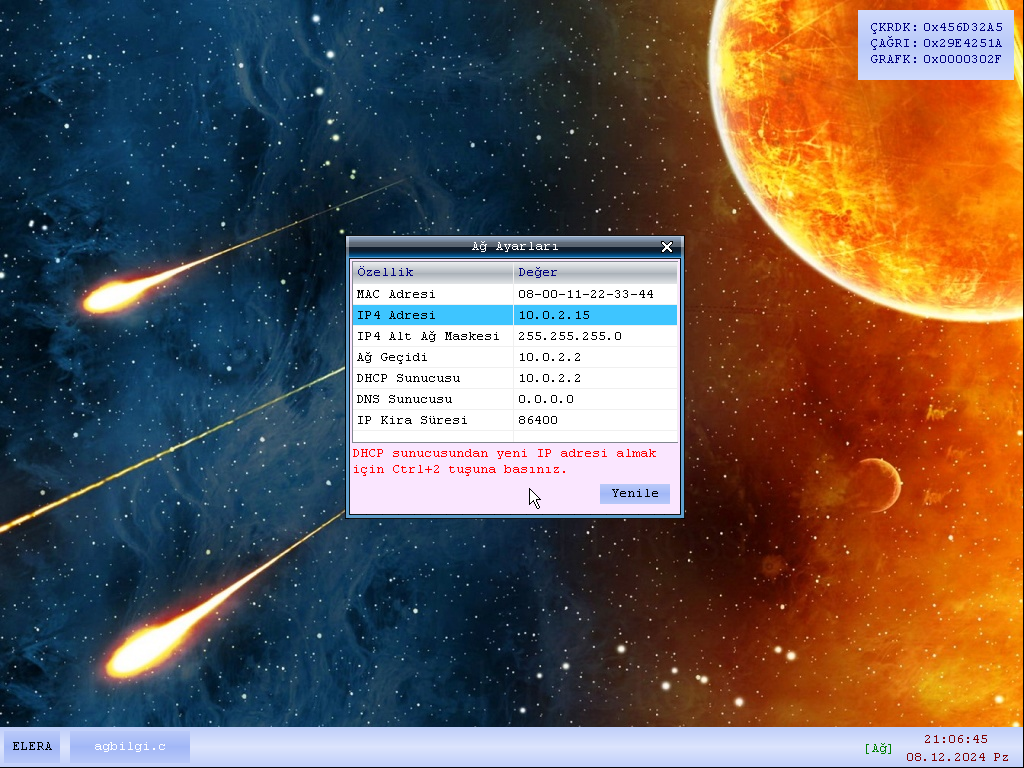 ÇKRDK: 0x456D32A5
ÇAĞRI: 0x29E4251A
GRAFK: 0x0000302F
Ağ Ayarları
Özellik Değer
MAC Adresi 08-00-11-22-33-44
IP4 Adresi 10.0.2.15
IP4 Alt Ağ Maskesi 255.255.255.0
Ağ Geçidi 10.0.2.2
DHCP Sunucusu 10.0.2.2
DNS Sunucusu 0.0.0.0
IP Kira Süresi 86400
DHCP sunucusundan yeni IP adresi almak
için Ctrl+2 tuşuna basınız.
Yenile
ELERA
agbilgi.c
[Ağ]
21:06:45
08.12.2024 Pz